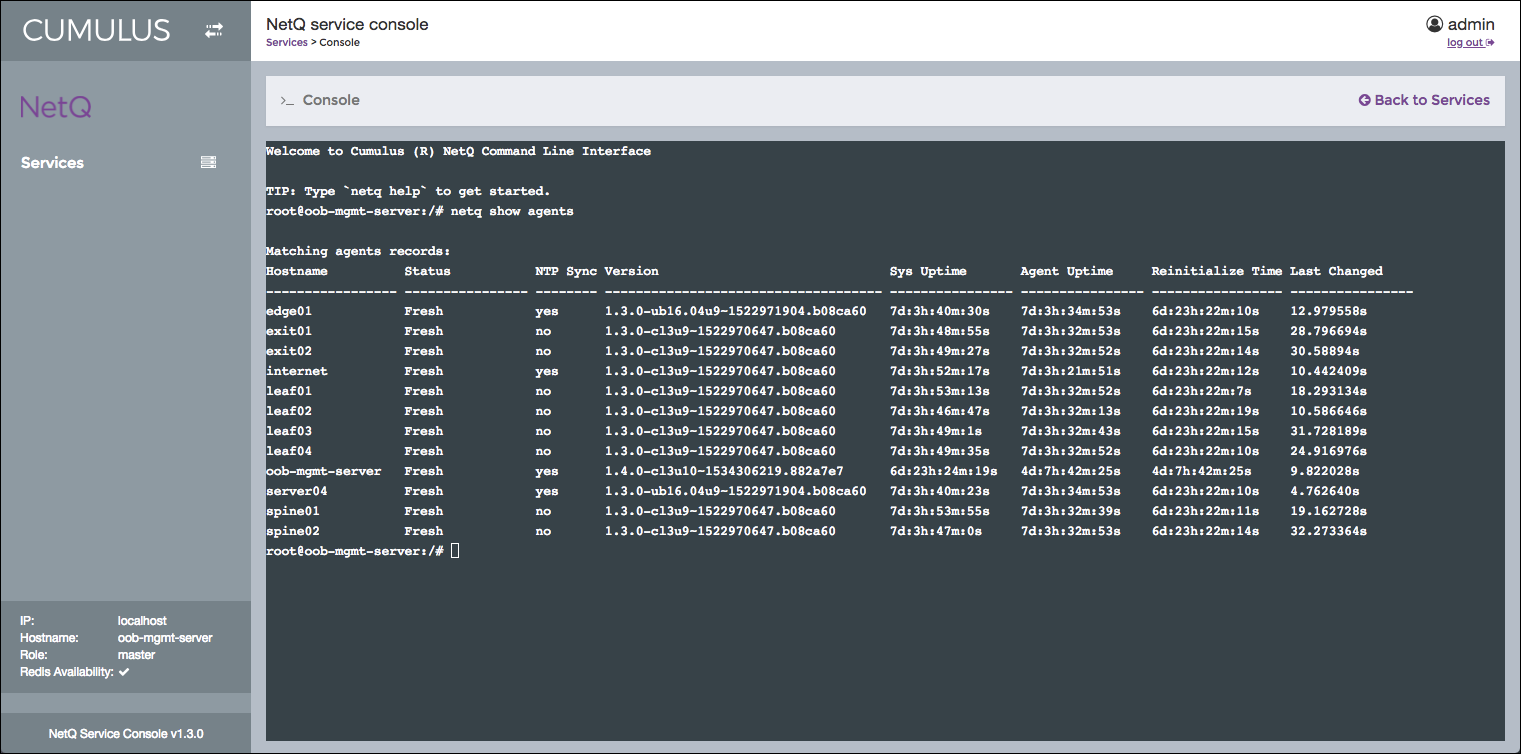 CUMULUS
NetQ service console
Services > Console
admin
log out
NetQ
Services
>_ Console
Back to Services
Welcome to Cumulus (R) NetQ Command Line Interface
TIP: Type `netq help` to get started.
root@oob-mgmt-server:/# netq show agents
Matching agents records:
Hostname Status NTP Sync Version Sys Uptime Agent Uptime Reinitialize Time Last Changed
----------------- ---------------- -------- ------------------------------------ ---------------- ---------------- ----------------- ----------------
edge01 Fresh yes 1.3.0-ub16.04u9~1522971904.b08ca60 7d:3h:40m:30s 7d:3h:34m:53s 6d:23h:22m:10s 12.979558s
exit01 Fresh no 1.3.0-cl3u9~1522970647.b08ca60 7d:3h:48m:55s 7d:3h:32m:53s 6d:23h:22m:15s 28.796694s
exit02 Fresh no 1.3.0-cl3u9~1522970647.b08ca60 7d:3h:49m:27s 7d:3h:32m:52s 6d:23h:22m:14s 30.58894s
internet Fresh yes 1.3.0-cl3u9~1522970647.b08ca60 7d:3h:52m:17s 7d:3h:21m:51s 6d:23h:22m:12s 10.442409s
leaf01 Fresh no 1.3.0-cl3u9~1522970647.b08ca60 7d:3h:53m:13s 7d:3h:32m:52s 6d:23h:22m:7s 18.293134s
leaf02 Fresh no 1.3.0-cl3u9~1522970647.b08ca60 7d:3h:46m:47s 7d:3h:32m:13s 6d:23h:22m:19s 10.586646s
leaf03 Fresh no 1.3.0-cl3u9~1522970647.b08ca60 7d:3h:49m:1s 7d:3h:32m:43s 6d:23h:22m:15s 31.728189s
leaf04 Fresh no 1.3.0-cl3u9~1522970647.b08ca60 7d:3h:49m:35s 7d:3h:32m:52s 6d:23h:22m:15s 24.916976s
oob-mgmt-server Fresh yes 1.4.0-cl3u10~1534306219.882a7e7 6d:23h:24m:19s 4d:7h:42m:25s 4d:7h:42m:25s 9.822028s
server04 Fresh yes 1.3.0-ub16.04u9~1522971904.b08ca60 7d:3h:40m:23s 7d:3h:34m:53s 6d:23h:22m:10s 4.762640s
spine01 Fresh no 1.3.0-cl3u9~1522970647.b08ca60 7d:3h:53m:55s 7d:3h:32m:39s 6d:23h:22m:11s 19.162728s
spine02 Fresh no 1.3.0-cl3u9~1522970647.b08ca60 7d:3h:47m:0s 7d:3h:32m:53s 6d:23h:22m:14s 32.273364s
root@oob-mgmt-server:/#
IP: localhost
Hostname: oob-mgmt-server
Role: master
Redis Availability: ✔
NetQ Service Console v1.3.0